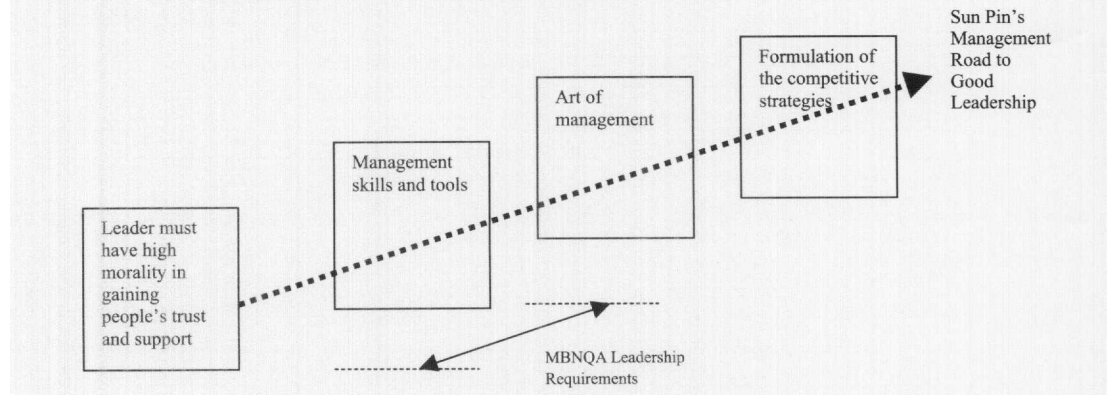 Leader must
have high
morality in
gaining
people's trust
and support
Management
skills and tools
Art of
management
Formulation of
the competitive
strategies
Sun Pin's
Management
Road to
Good
Leadership
MBNQA Leadership
Requirements